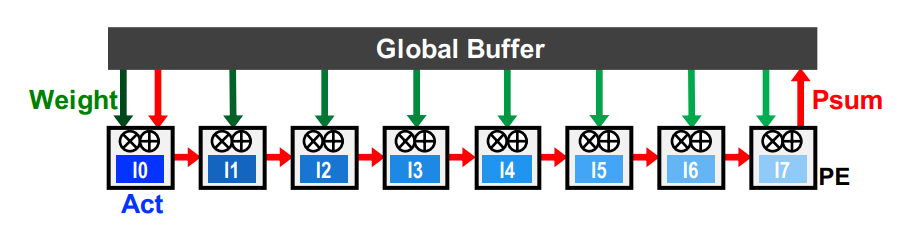 Global Buffer
Weight
Psum
I0 I1 I2 I3 I4 I5 I6 I7
PE
Act